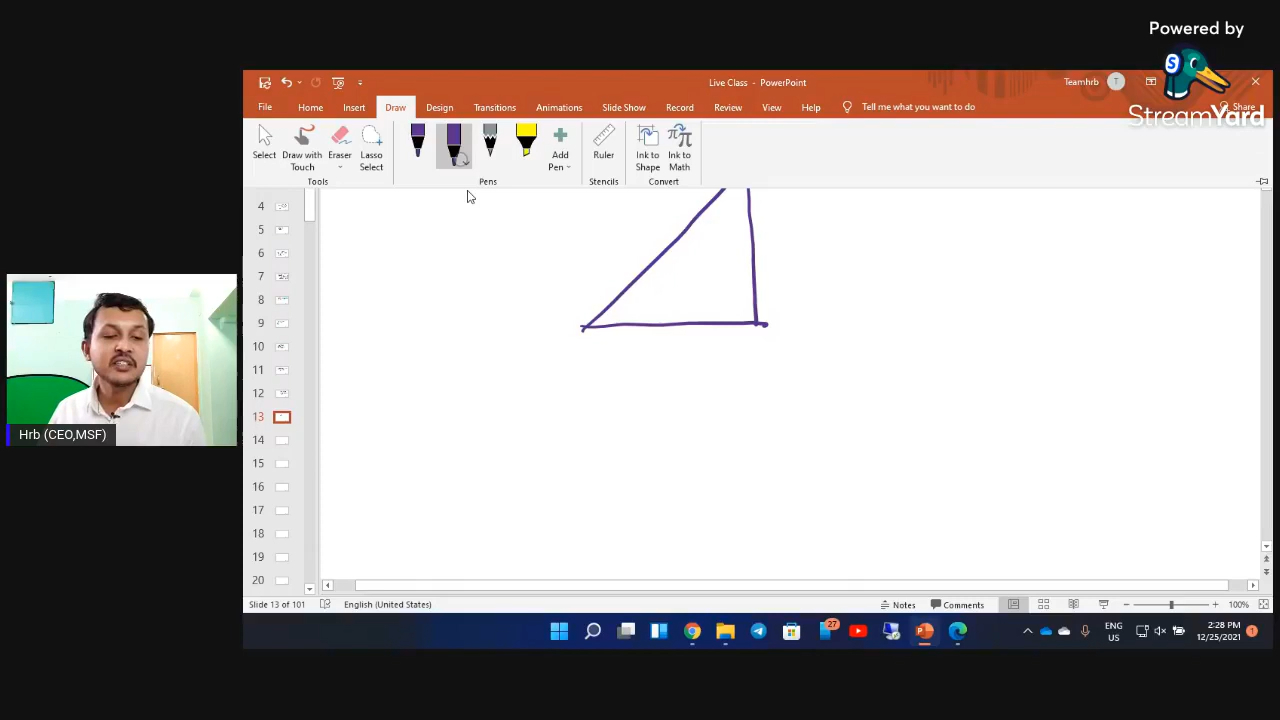 Powered by
S
StreamYard
Live Class - PowerPoint
Teamhrb
T
File
Home
Insert
Draw
Design
Transitions
Animations
Slide Show
Record
Review
View
Help
Tell me what you want to do
Share
Select
Draw with
Touch
Eraser
Lasso
Select
Add
Pen
Ruler
Ink to
Shape
Ink to
Math
Tools
Pens
Stencils
Convert
4
5
6
7
8
9
10
11
12
13
14
15
16
17
18
19
20
Hrb (CEO,MSF)
Slide 13 of 101
English (United States)
Notes
Comments
100%
27
ENG
US
2:28 PM
12/25/2021
1